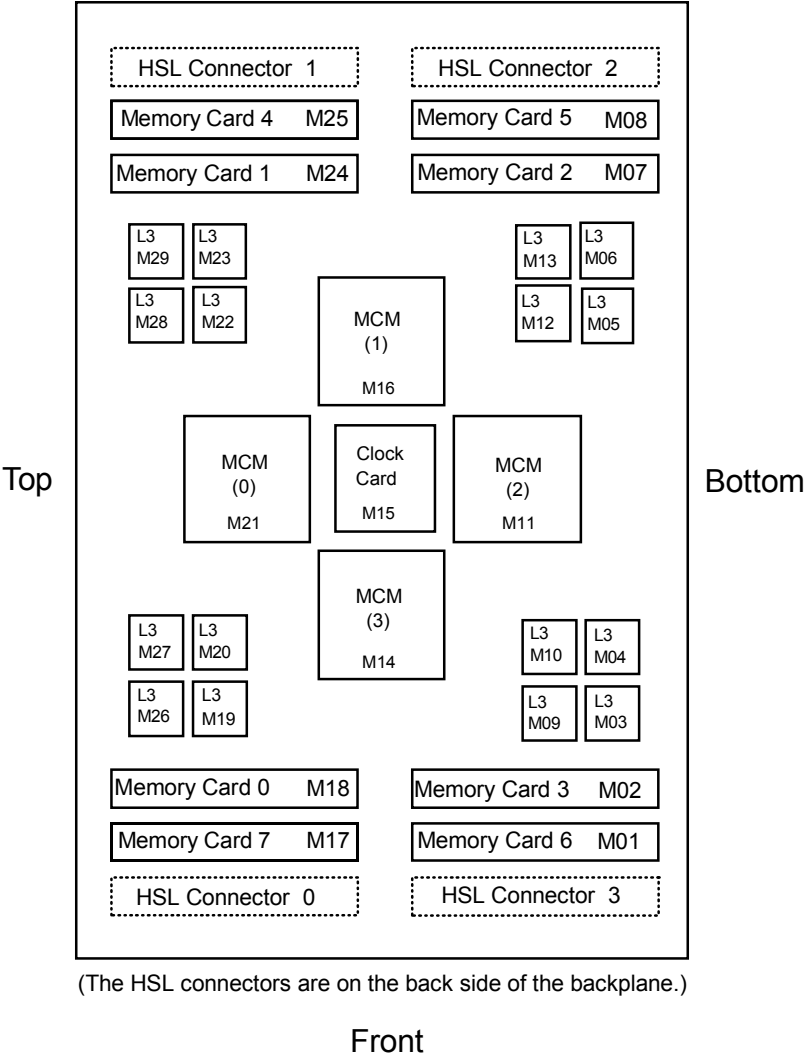 HSL Connector 1
HSL Connector 2
Memory Card 4 M25
Memory Card 5 M08
Memory Card 1 M24
Memory Card 2 M07
L3
M29
L3
M23
L3
M13
L3
M06
L3
M28
L3
M22
L3
M12
L3
M05
MCM
(1)
M16
Top
MCM
(0)
M21
Clock
Card
M15
MCM
(2)
M11
Bottom
MCM
(3)
M14
L3
M27
L3
M20
L3
M10
L3
M04
L3
M26
L3
M19
L3
M09
L3
M03
Memory Card 0 M18
Memory Card 3 M02
Memory Card 7 M17
Memory Card 6 M01
HSL Connector 0
HSL Connector 3
(The HSL connectors are on the back side of the backplane.)
Front